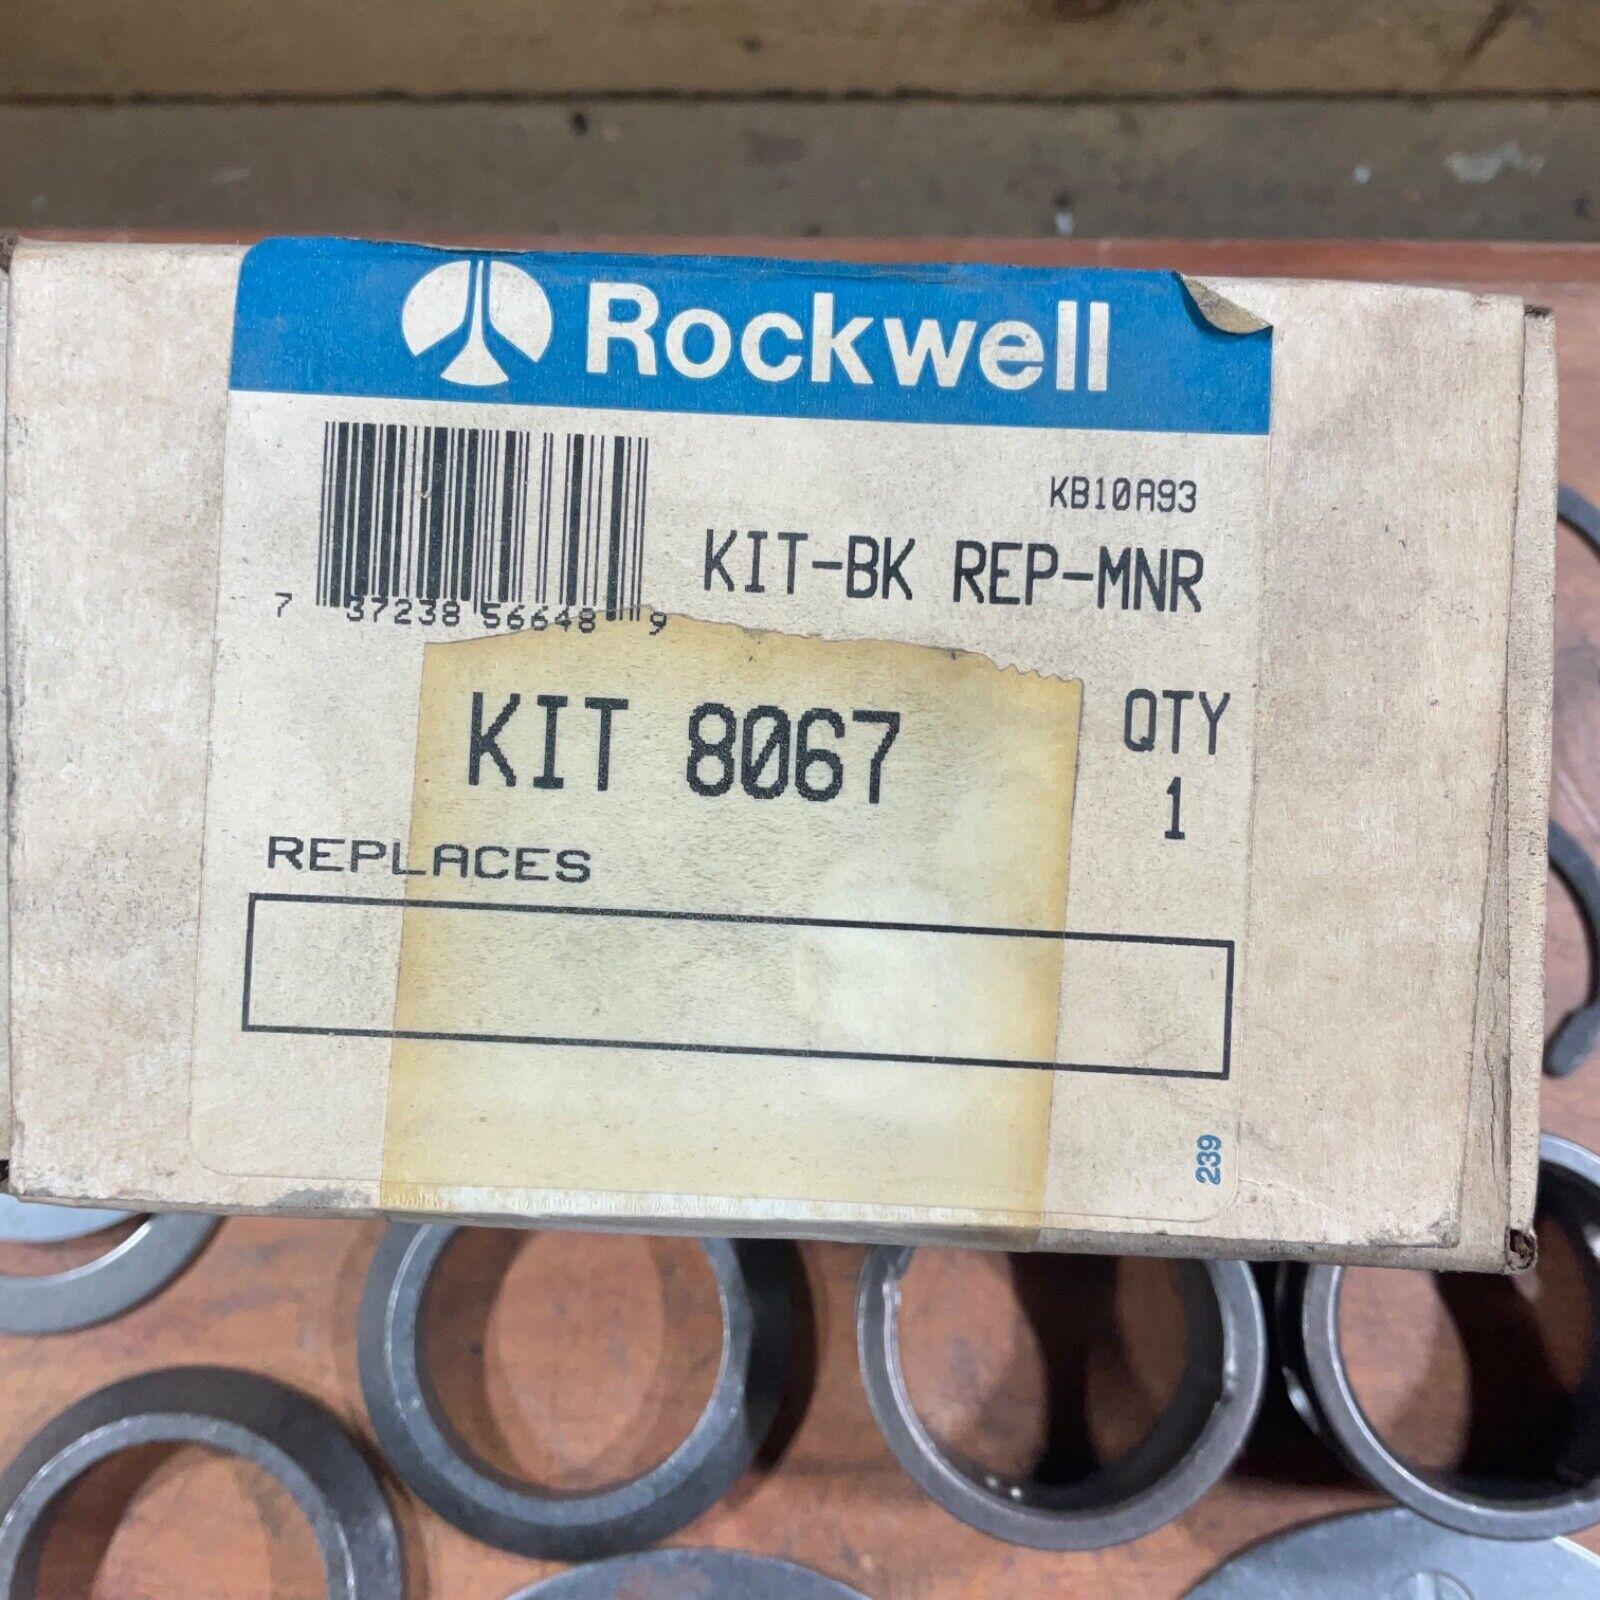 Rockwell
KB10A93
7 37238 56648 9
KIT-BK REP-MNR
KIT 8067
QTY
1
REPLACES
239